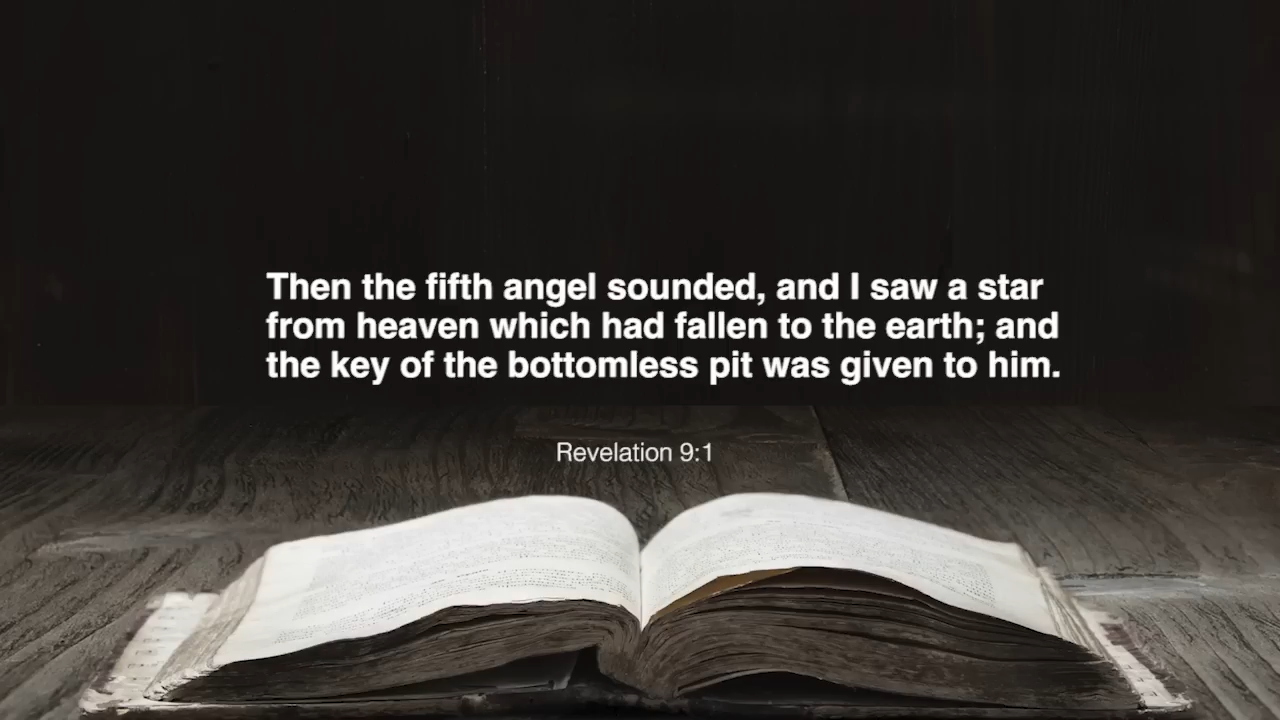 Then the fifth angel sounded, and I saw a star
from heaven which had fallen to the earth; and
the key of the bottomless pit was given to him.
Revelation 9:1